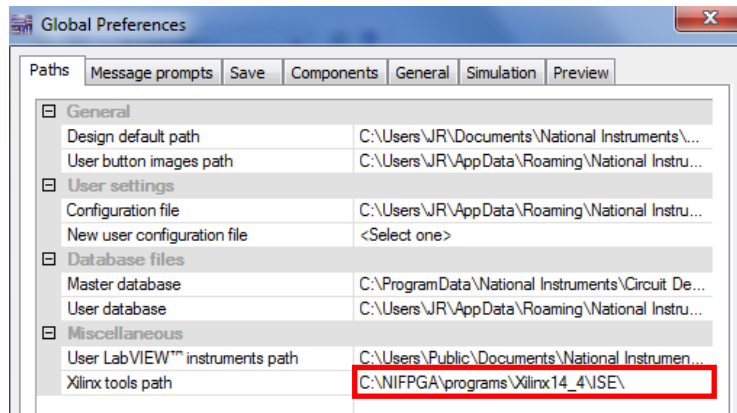 Global Preferences
Paths Message prompts Save Components General Simulation Preview
General
Design default path C:\Users\JR\Documents\National Instruments\...
User button images path C:\Users\JR\AppData\Roaming\National Instru...
User settings
Configuration file C:\Users\JR\AppData\Roaming\National Instru...
New user configuration file <Select one>
Database files
Master database C:\ProgramData\National Instruments\Circuit De...
User database C:\Users\JR\AppData\Roaming\National Instru...
Miscellaneous
User LabVIEW™ instruments path C:\Users\Public\Documents\National Instrumen...
Xilinx tools path C:\NIFPGA\programs\Xilinx14_4\ISE\